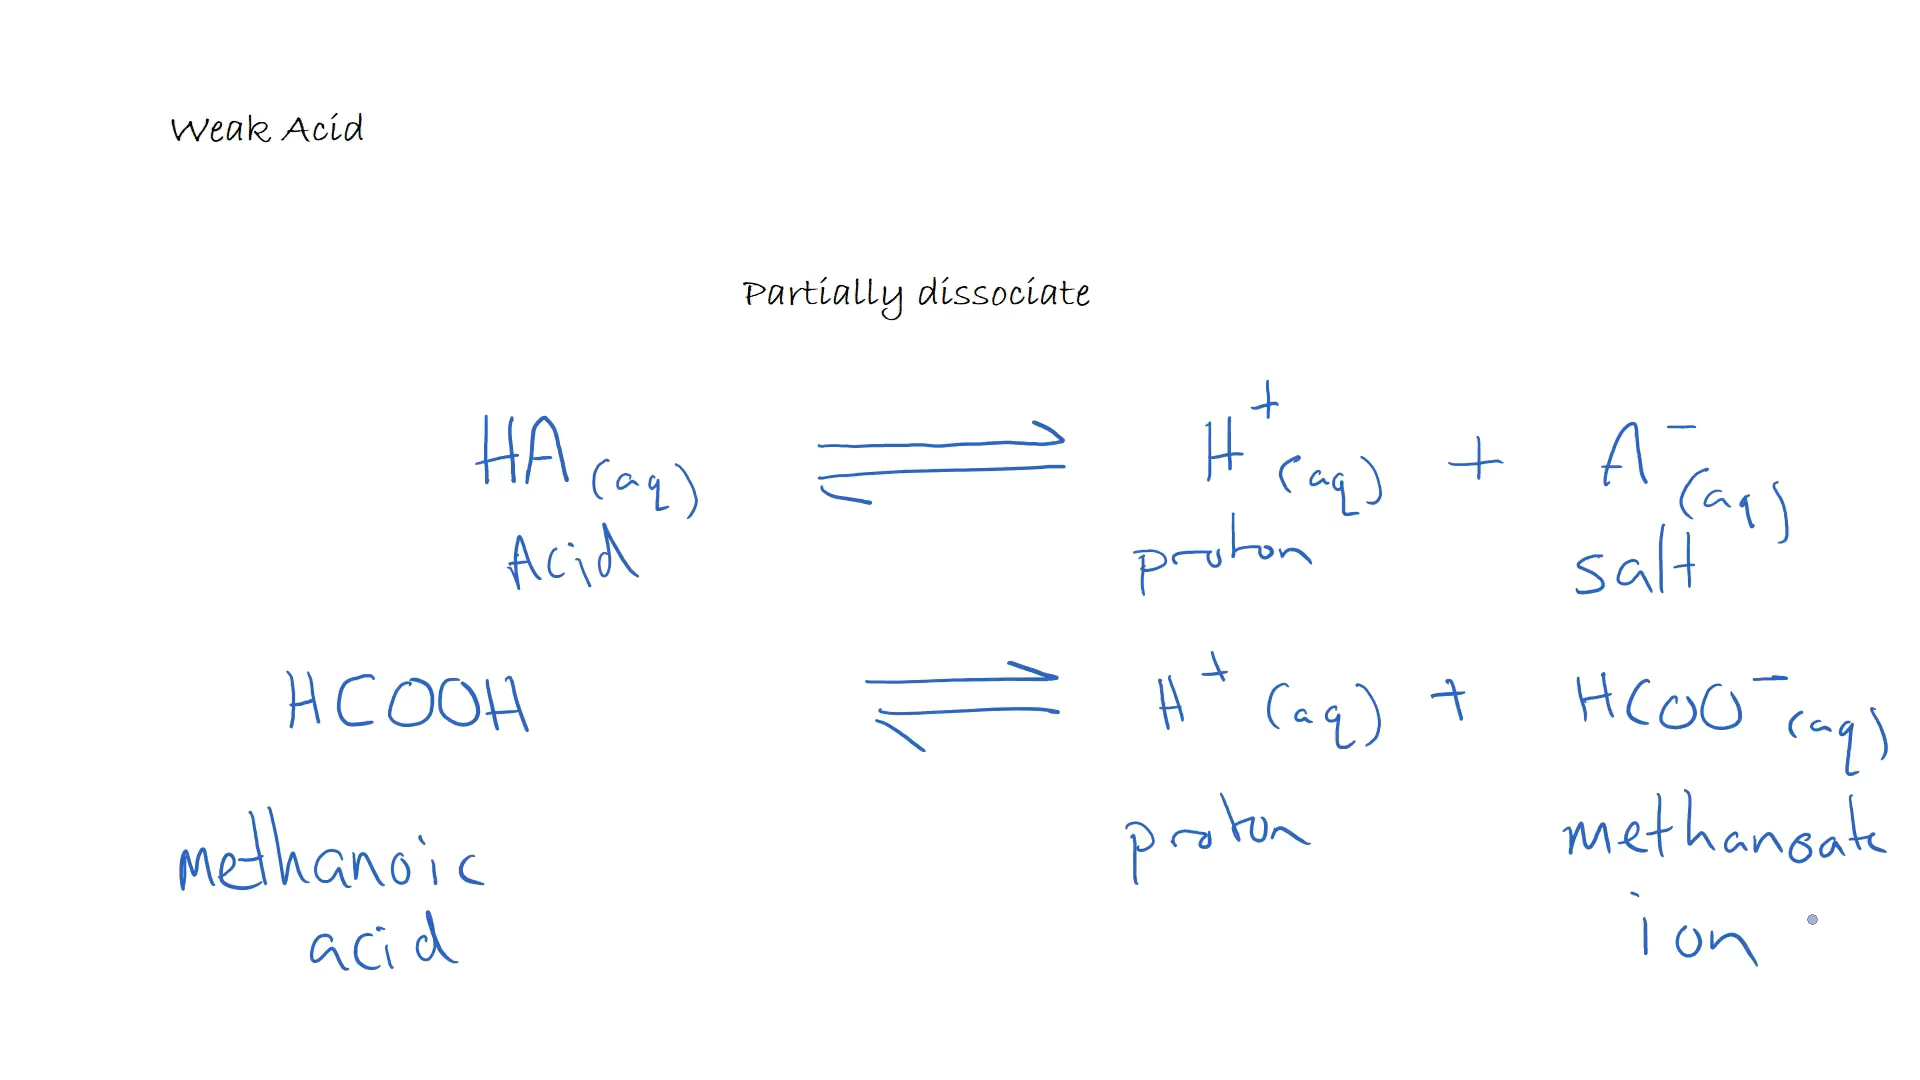 Weak Acid
Partially dissociate
HA (aq) ⇌ H⁺ (aq) + A⁻ (aq)
Acid proton salt
HCOOH ⇌ H⁺ (aq) + HCOO⁻ (aq)
methanoic proton methanoate
acid ion